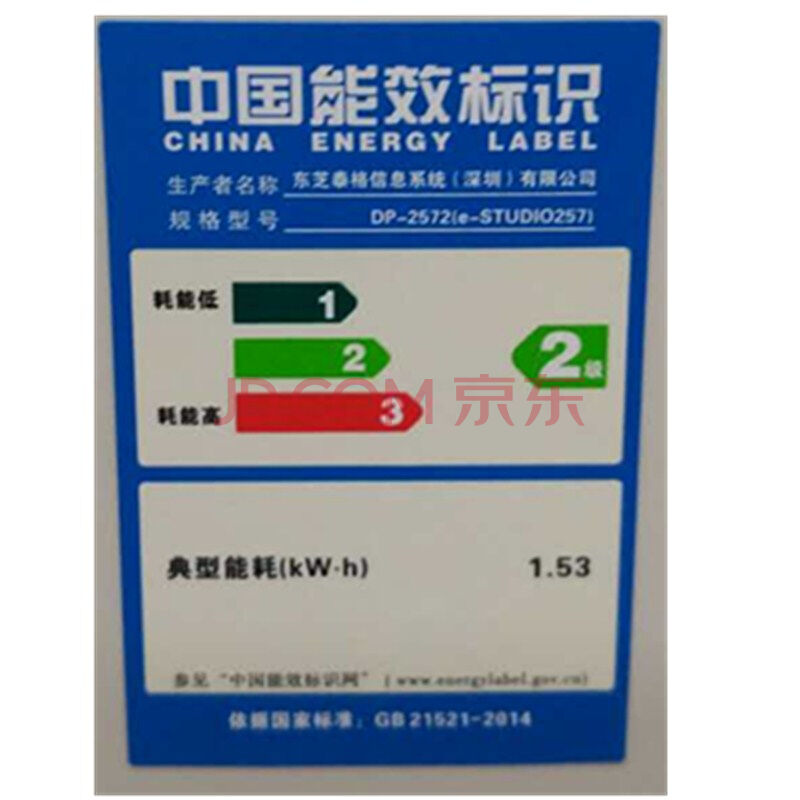 中国能效标识
CHINA ENERGY LABEL
生产者名称 东芝泰格信息系统（深圳）有限公司
规格型号 DP-2572(e-STUDIO257)
耗能低 1
2 2级
耗能高 3
JD.COM 京东
典型能耗(kW·h) 1.53
参见“中国能效标识网”（www.energylabel.gov.cn）
依据国家标准：GB 21521-2014